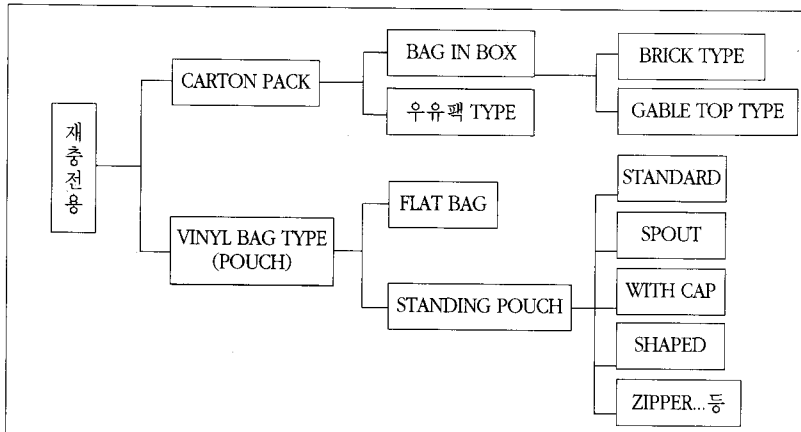 재충전용
CARTON PACK
BAG IN BOX
우유팩 TYPE
BRICK TYPE
GABLE TOP TYPE
VINYL BAG TYPE
(POUCH)
FLAT BAG
STANDING POUCH
STANDARD
SPOUT
WITH CAP
SHAPED
ZIPPER...등